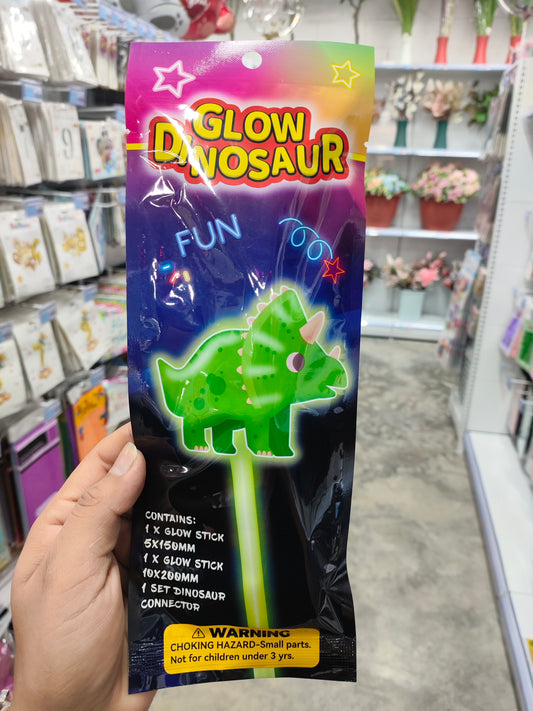 GLOW
DINOSAUR
FUN
CONTAINS:
1 X GLOW STICK
5X150MM
1 X GLOW STICK
10X200MM
1 SET DINOSAUR
CONNECTOR
WARNING
CHOKING HAZARD-Small parts.
Not for children under 3 yrs.
9